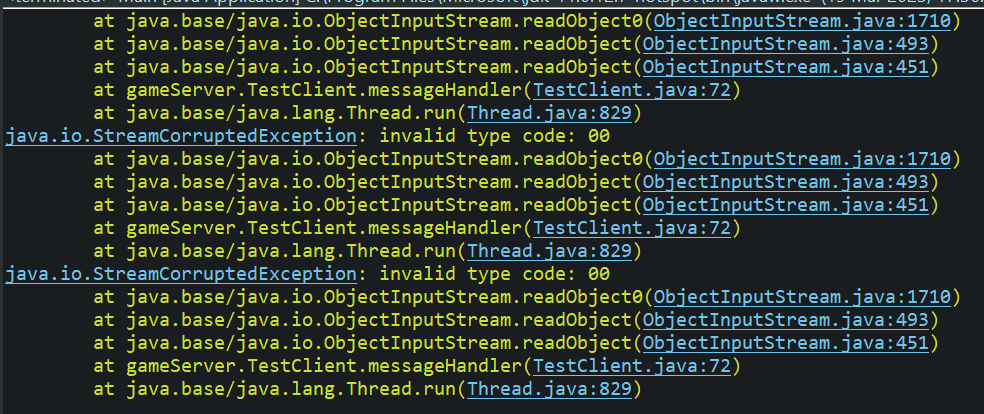 at java.base/java.io.ObjectInputStream.readObject0(ObjectInputStream.java:1710)
at java.base/java.io.ObjectInputStream.readObject(ObjectInputStream.java:493)
at java.base/java.io.ObjectInputStream.readObject(ObjectInputStream.java:451)
at gameServer.TestClient.messageHandler(TestClient.java:72)
at java.base/java.lang.Thread.run(Thread.java:829)
java.io.StreamCorruptedException: invalid type code: 00
at java.base/java.io.ObjectInputStream.readObject0(ObjectInputStream.java:1710)
at java.base/java.io.ObjectInputStream.readObject(ObjectInputStream.java:493)
at java.base/java.io.ObjectInputStream.readObject(ObjectInputStream.java:451)
at gameServer.TestClient.messageHandler(TestClient.java:72)
at java.base/java.lang.Thread.run(Thread.java:829)
java.io.StreamCorruptedException: invalid type code: 00
at java.base/java.io.ObjectInputStream.readObject0(ObjectInputStream.java:1710)
at java.base/java.io.ObjectInputStream.readObject(ObjectInputStream.java:493)
at java.base/java.io.ObjectInputStream.readObject(ObjectInputStream.java:451)
at gameServer.TestClient.messageHandler(TestClient.java:72)
at java.base/java.lang.Thread.run(Thread.java:829)